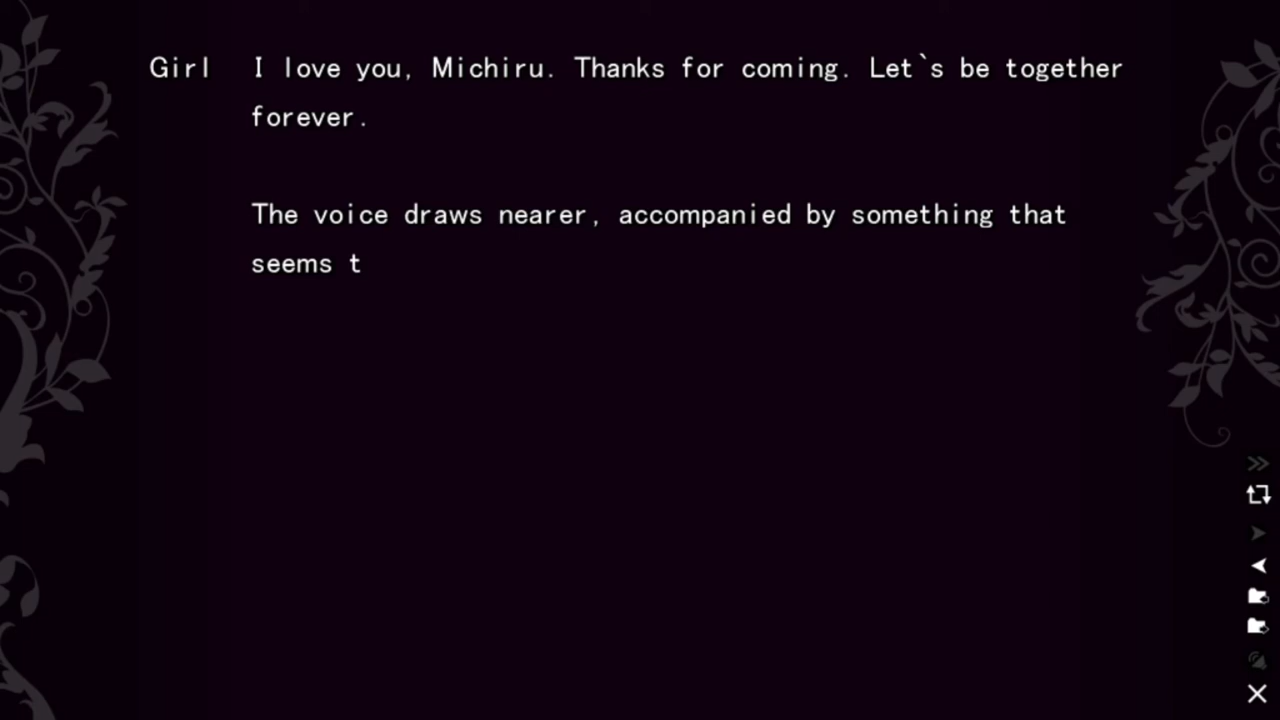 Girl I love you, Michiru. Thanks for coming. Let`s be together
forever.
The voice draws nearer, accompanied by something that
seems t